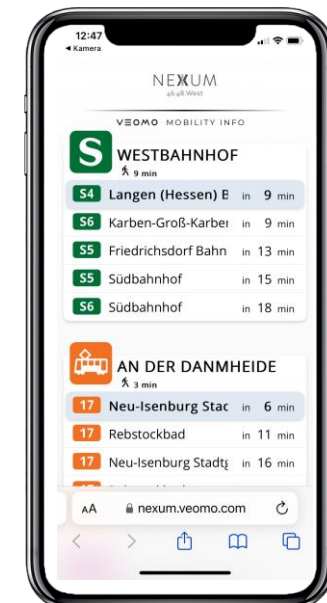 12:47
◀ Kamera
NEXUM
46 48 West
VEOMO MOBILITY INFO
S WESTBAHNHOF
9 min
S4 Langen (Hessen) B in 9 min
S6 Karben-Groß-Karber in 9 min
S5 Friedrichsdorf Bahn in 13 min
S5 Südbahnhof in 15 min
S6 Südbahnhof in 18 min
AN DER DANMHEIDE
3 min
17 Neu-Isenburg Stac in 6 min
17 Rebstockbad in 11 min
17 Neu-Isenburg Stadtg in 16 min
AA nexum.veomo.com